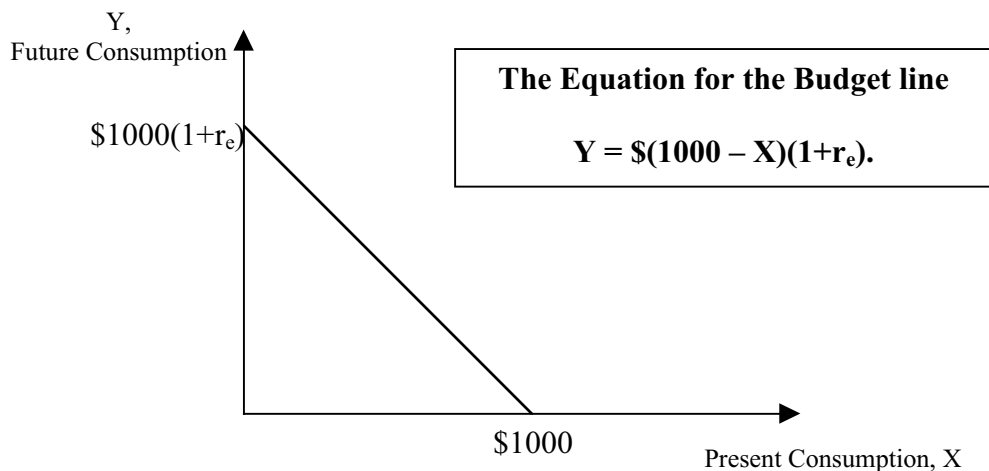 Y,
Future Consumption
The Equation for the Budget line
Y = $(1000 – X)(1+rₑ).
$1000(1+rₑ)
$1000
Present Consumption, X